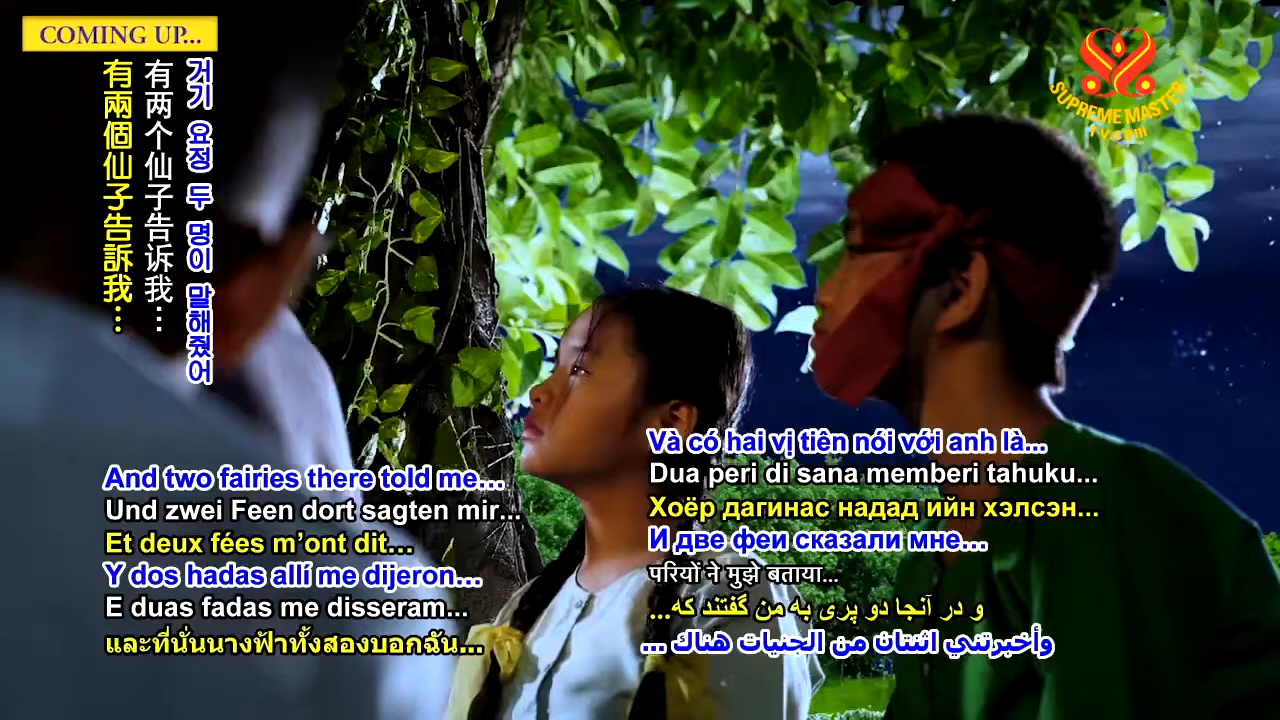 COMING UP...
SUPREME MASTER
TV.com
거기 요정 두 명이 말해줬어
有两个仙子告诉我…
有兩個仙子告訴我…
And two fairies there told me...
Und zwei Feen dort sagten mir...
Et deux fées m’ont dit...
Y dos hadas allí me dijeron...
E duas fadas me disseram...
และที่นั่นนางฟ้าทั้งสองบอกฉัน...
Và có hai vị tiên nói với anh là...
Dua peri di sana memberi tahuku...
Хоёр дагинас надад ийн хэлсэн...
И две феи сказали мне...
परियों ने मुझे बताया...
و در آنجا دو پری به من گفتند که...
وأخبرتني اثنتان من الجنيات هناك ...